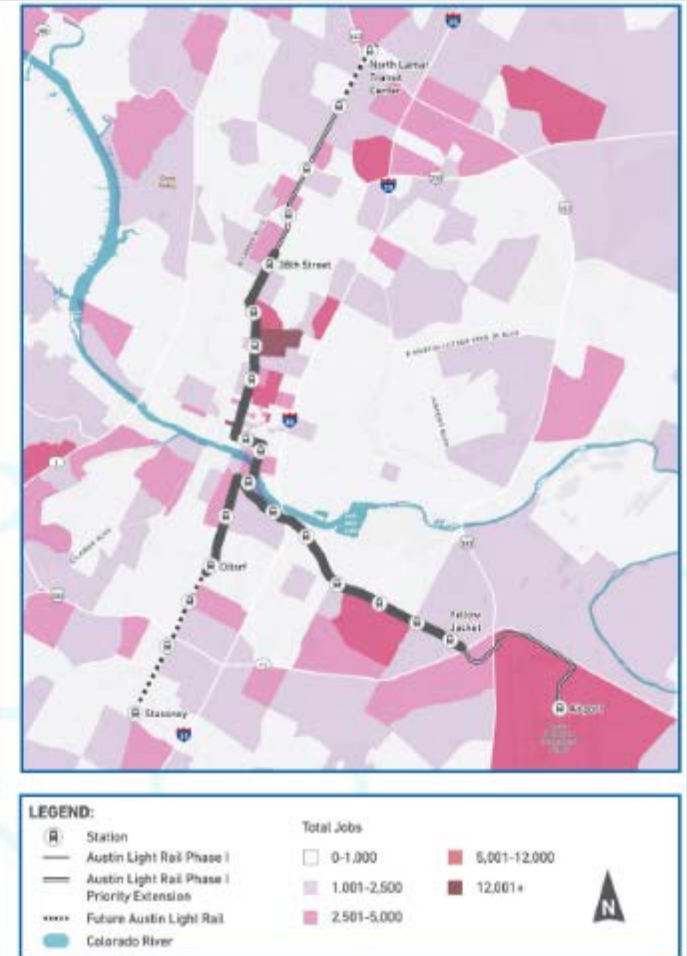 North Lamar
Transit
Center
38th Street
Oltorf
Yellow
Jacket
Stassney
Airport
LEGEND:
Station
Austin Light Rail Phase I
Austin Light Rail Phase I
Priority Extension
Future Austin Light Rail
Colorado River
Total Jobs
0-1,000
1,001-2,500
2,501-5,000
5,001-12,000
12,001+
N